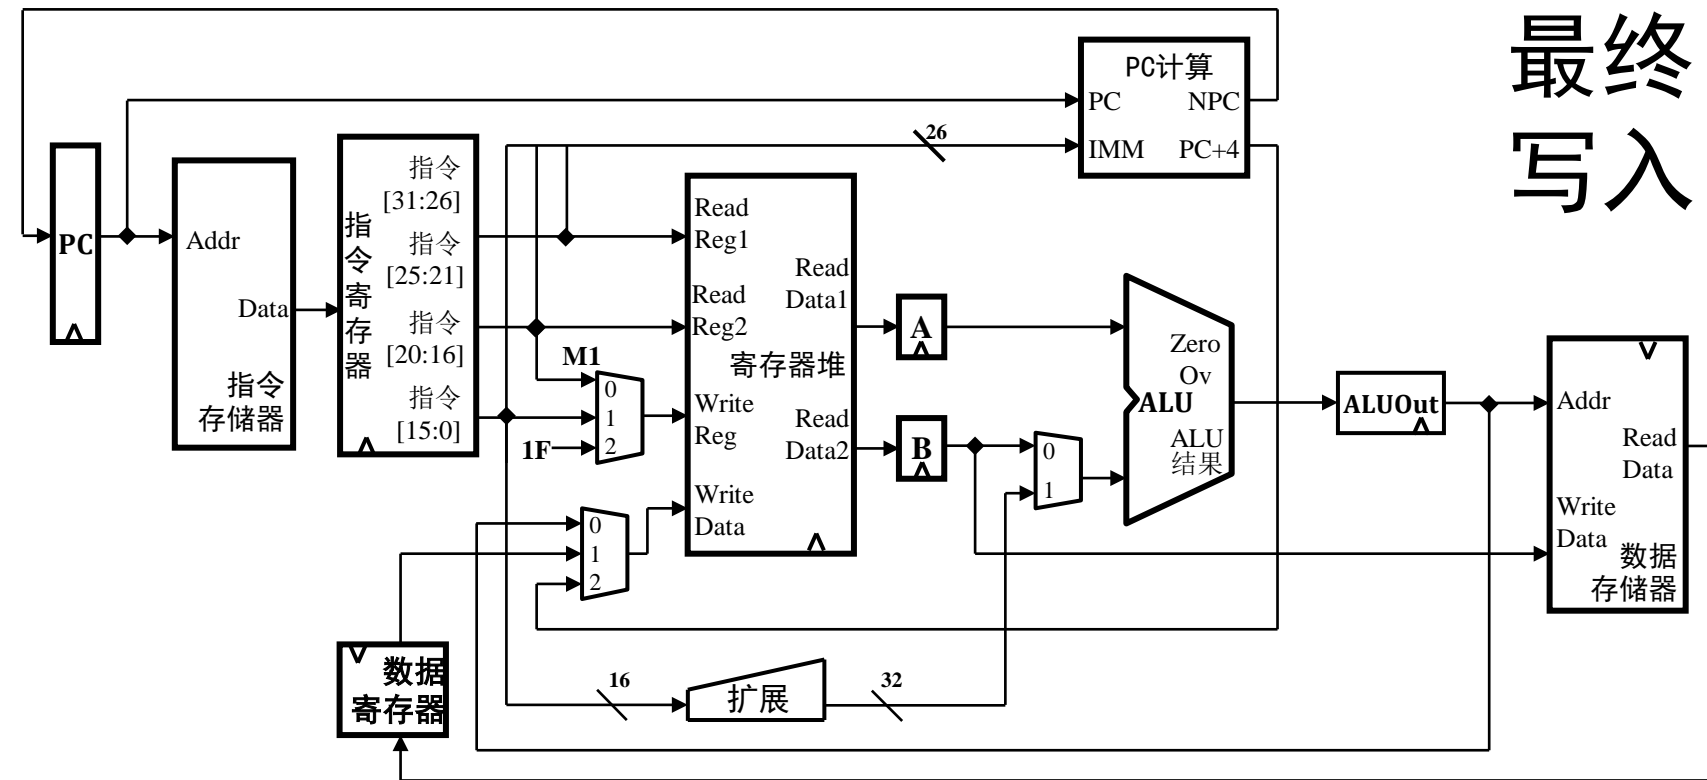 最终
写入
PC计算
PC NPC
IMM PC+4
26
PC
Addr
Data
指令
存储器
指令寄存器
指令
[31:26]
指令
[25:21]
指令
[20:16]
指令
[15:0]
M1
0
1
2
1F
Read
Reg1
Read
Reg2
Write
Reg
Write
Data
Read
Data1
寄存器堆
Read
Data2
0
1
2
A
B
0
1
Zero
Ov
ALU
ALU
结果
ALUOut
Addr
Read
Data
Write
Data
数据
存储器
数据
寄存器
16
扩展
32